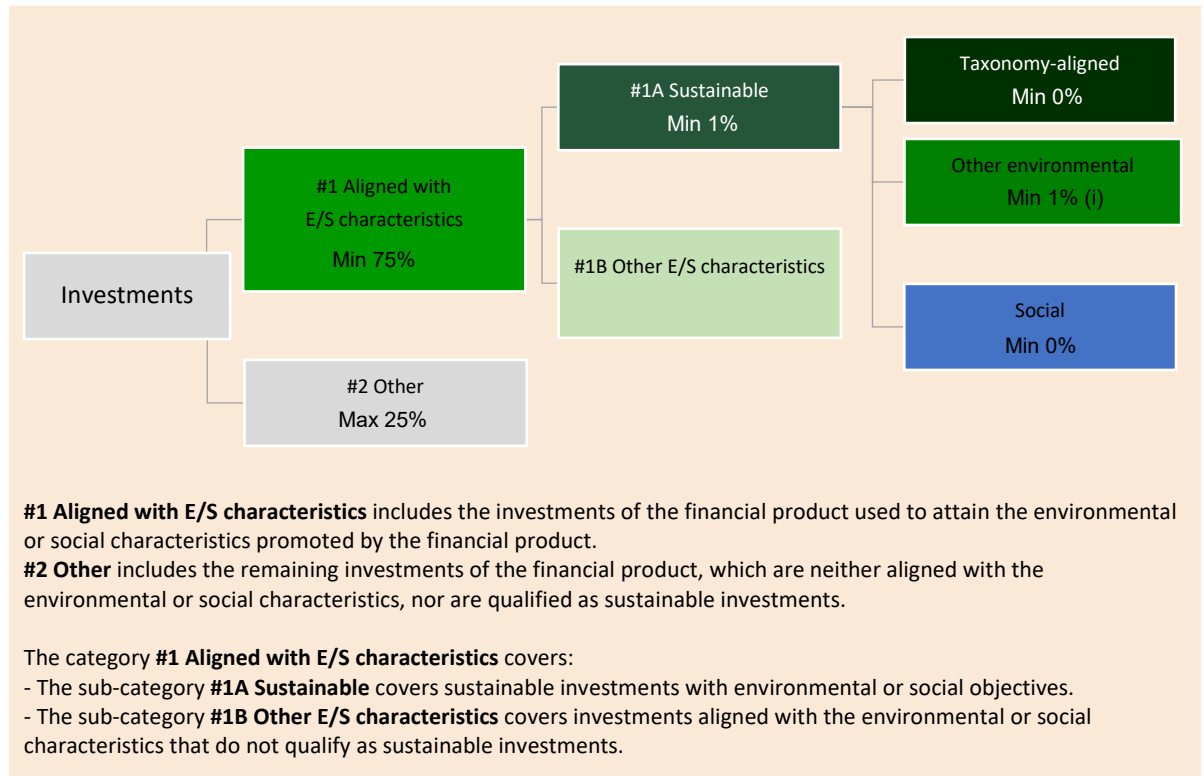 Investments
#1 Aligned with
E/S characteristics
Min 75%
#2 Other
Max 25%
#1A Sustainable
Min 1%
#1B Other E/S characteristics
Taxonomy-aligned
Min 0%
Other environmental
Min 1% (i)
Social
Min 0%
#1 Aligned with E/S characteristics includes the investments of the financial product used to attain the environmental
or social characteristics promoted by the financial product.
#2 Other includes the remaining investments of the financial product, which are neither aligned with the
environmental or social characteristics, nor are qualified as sustainable investments.
The category #1 Aligned with E/S characteristics covers:
- The sub-category #1A Sustainable covers sustainable investments with environmental or social objectives.
- The sub-category #1B Other E/S characteristics covers investments aligned with the environmental or social
characteristics that do not qualify as sustainable investments.